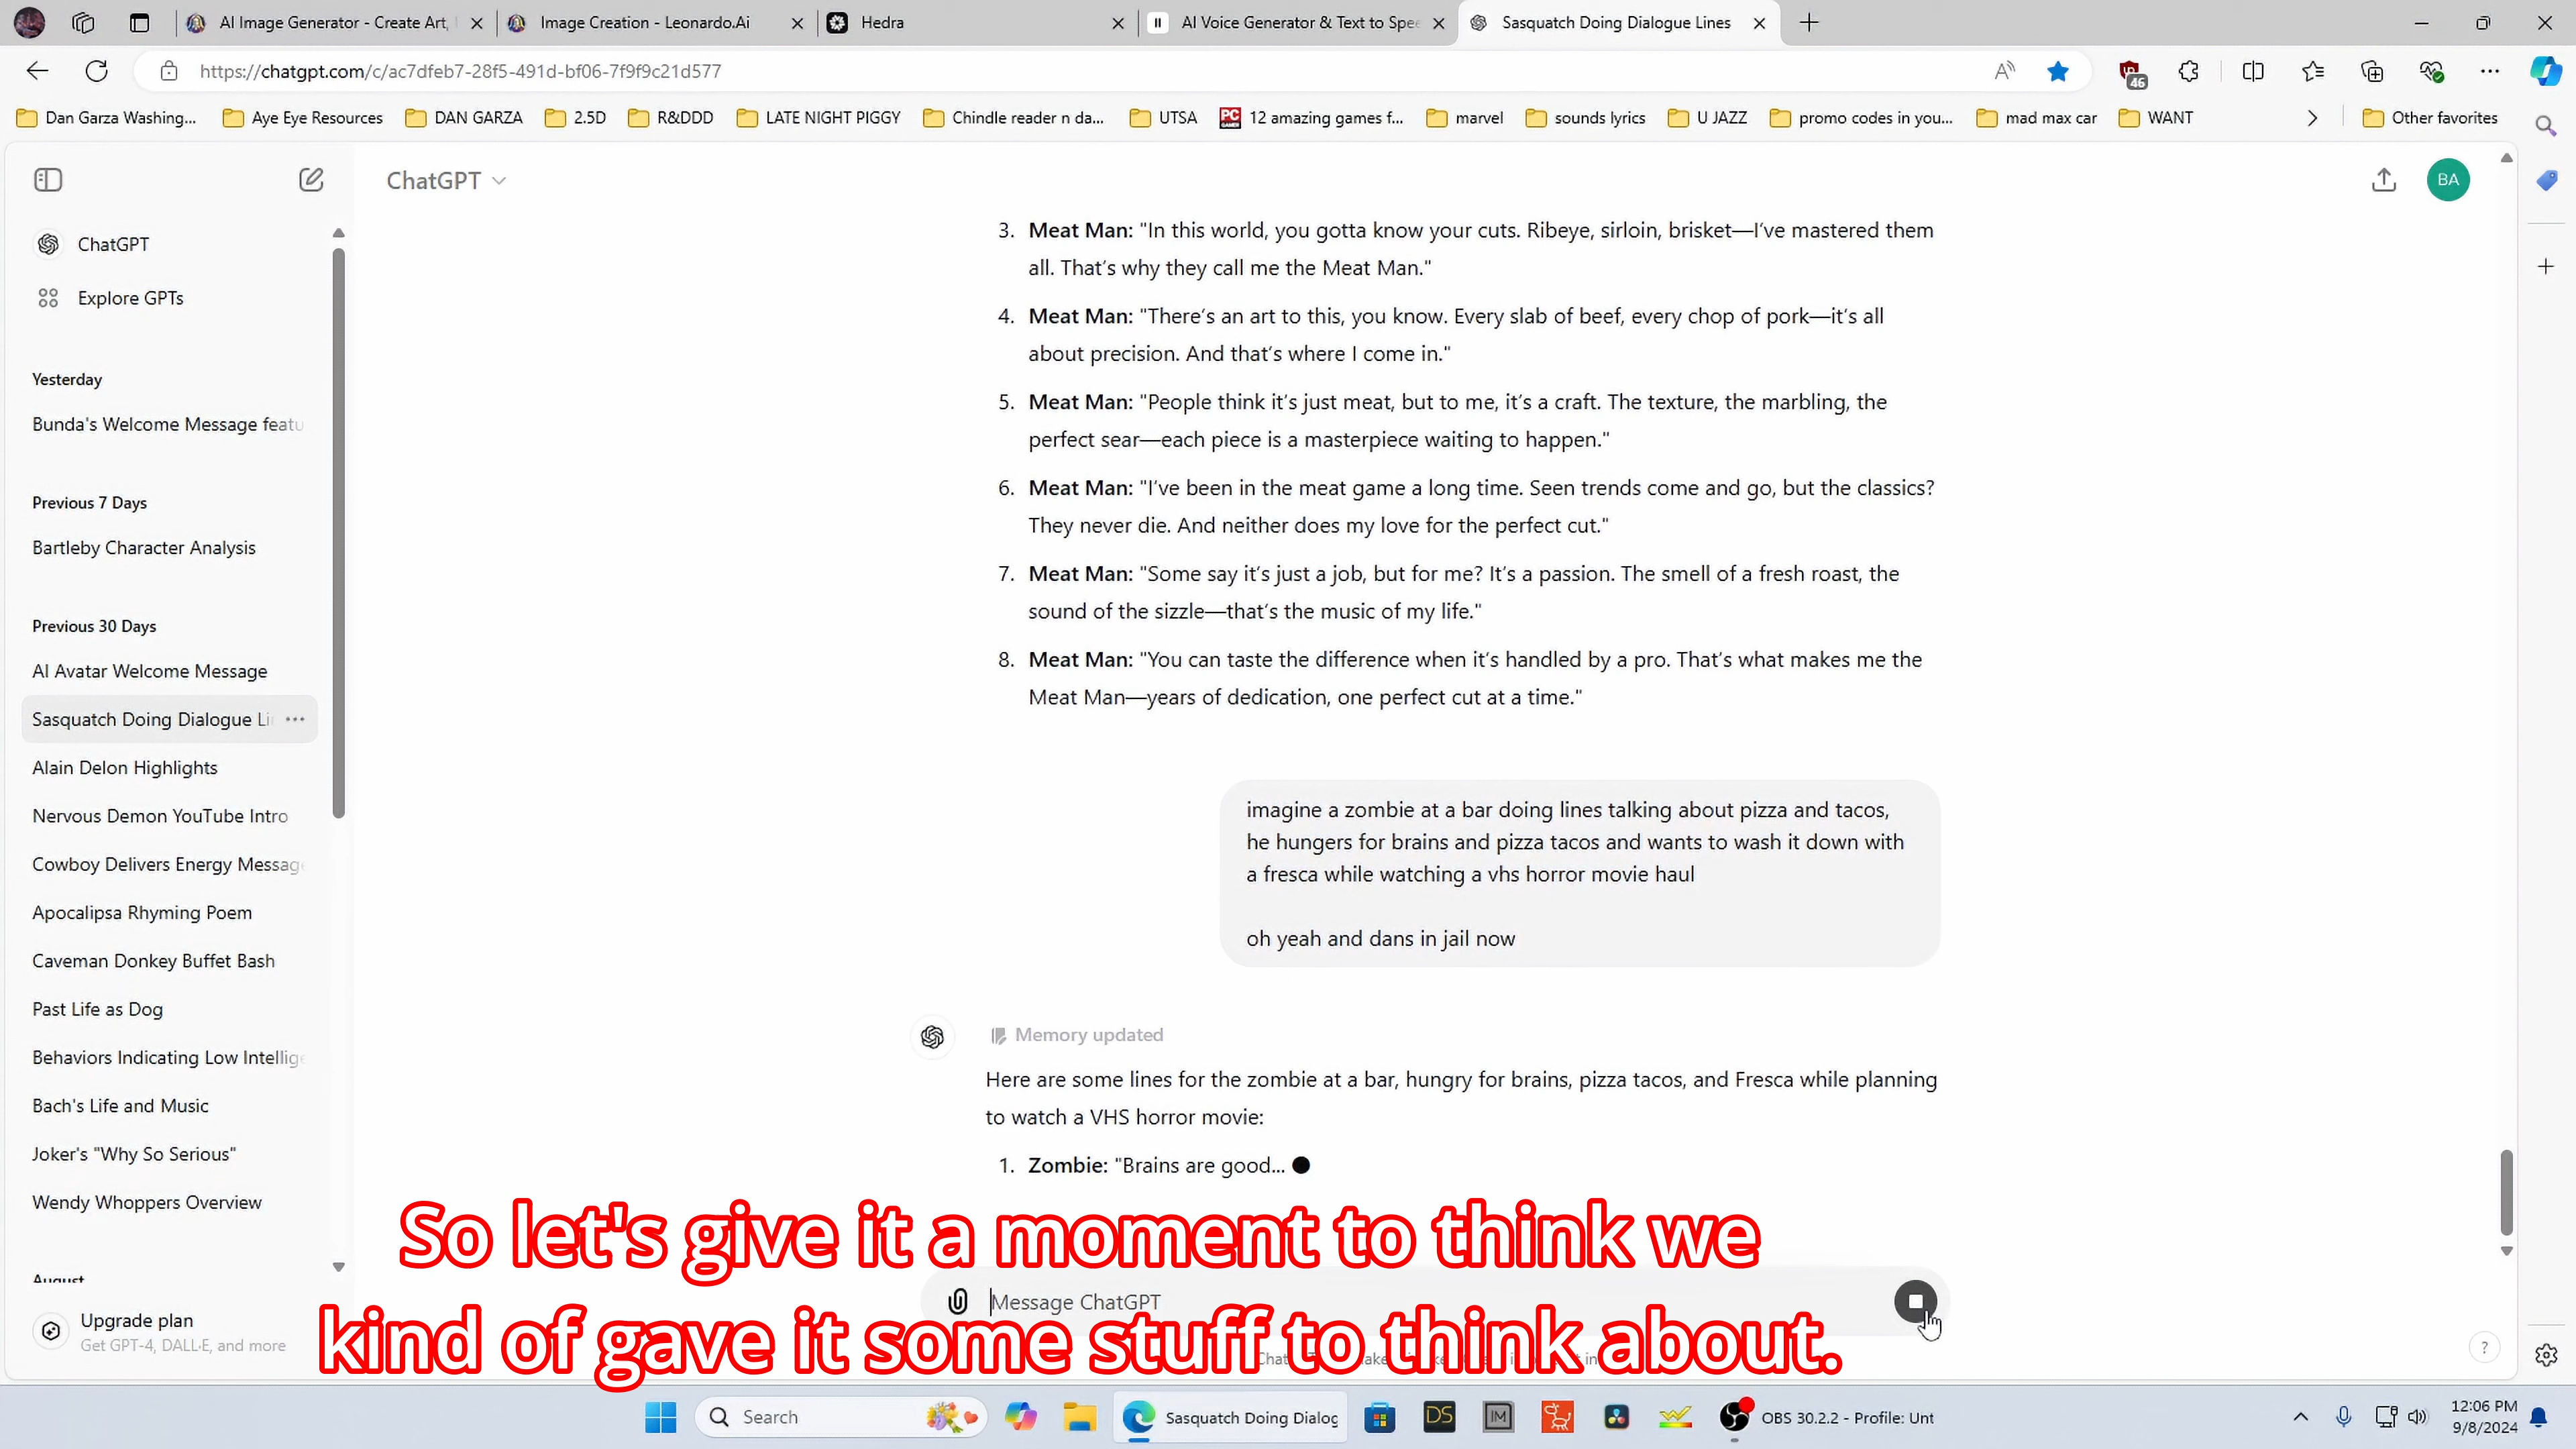 AI Image Generator - Create Art,
Image Creation - Leonardo.Ai
Hedra
AI Voice Generator & Text to Spee
Sasquatch Doing Dialogue Lines
https://chatgpt.com/c/ac7dfeb7-28f5-491d-bf06-7f9f9c21d577
46
Dan Garza Washing...
Aye Eye Resources
DAN GARZA
2.5D
R&DDD
LATE NIGHT PIGGY
Chindle reader n da...
UTSA
PC
12 amazing games f...
marvel
sounds lyrics
U JAZZ
promo codes in you...
mad max car
WANT
Other favorites
ChatGPT
BA
ChatGPT
Explore GPTs
Yesterday
Bunda's Welcome Message featu
Previous 7 Days
Bartleby Character Analysis
Previous 30 Days
AI Avatar Welcome Message
Sasquatch Doing Dialogue Li
Alain Delon Highlights
Nervous Demon YouTube Intro
Cowboy Delivers Energy Message
Apocalipsa Rhyming Poem
Caveman Donkey Buffet Bash
Past Life as Dog
Behaviors Indicating Low Intellige
Bach's Life and Music
Joker's "Why So Serious"
Wendy Whoppers Overview
August
Upgrade plan
Get GPT-4, DALL·E, and more
3. Meat Man: "In this world, you gotta know your cuts. Ribeye, sirloin, brisket—I've mastered them
all. That's why they call me the Meat Man."
4. Meat Man: "There's an art to this, you know. Every slab of beef, every chop of pork—it's all
about precision. And that's where I come in."
5. Meat Man: "People think it's just meat, but to me, it's a craft. The texture, the marbling, the
perfect sear—each piece is a masterpiece waiting to happen."
6. Meat Man: "I've been in the meat game a long time. Seen trends come and go, but the classics?
They never die. And neither does my love for the perfect cut."
7. Meat Man: "Some say it's just a job, but for me? It's a passion. The smell of a fresh roast, the
sound of the sizzle—that's the music of my life."
8. Meat Man: "You can taste the difference when it's handled by a pro. That's what makes me the
Meat Man—years of dedication, one perfect cut at a time."
imagine a zombie at a bar doing lines talking about pizza and tacos,
he hungers for brains and pizza tacos and wants to wash it down with
a fresca while watching a vhs horror movie haul
oh yeah and dans in jail now
Memory updated
Here are some lines for the zombie at a bar, hungry for brains, pizza tacos, and Fresca while planning
to watch a VHS horror movie:
1. Zombie: "Brains are good...
So let's give it a moment to think we
Message ChatGPT
kind of gave it some stuff to think about.
?
Search
Sasquatch Doing Dialog
DS
IM
OBS 30.2.2 - Profile: Unt
12:06 PM
9/8/2024